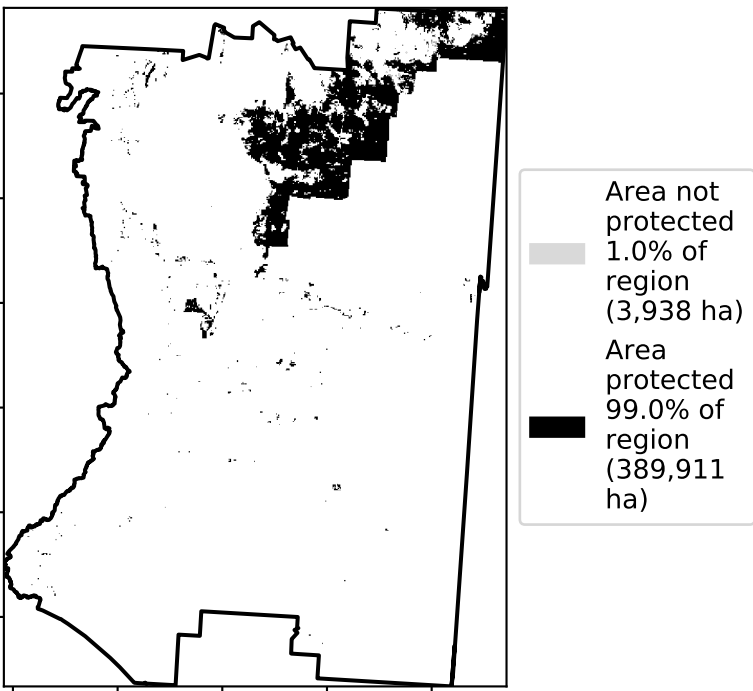 Area not
protected
1.0% of
region
(3,938 ha)
Area
protected
99.0% of
region
(389,911
ha)